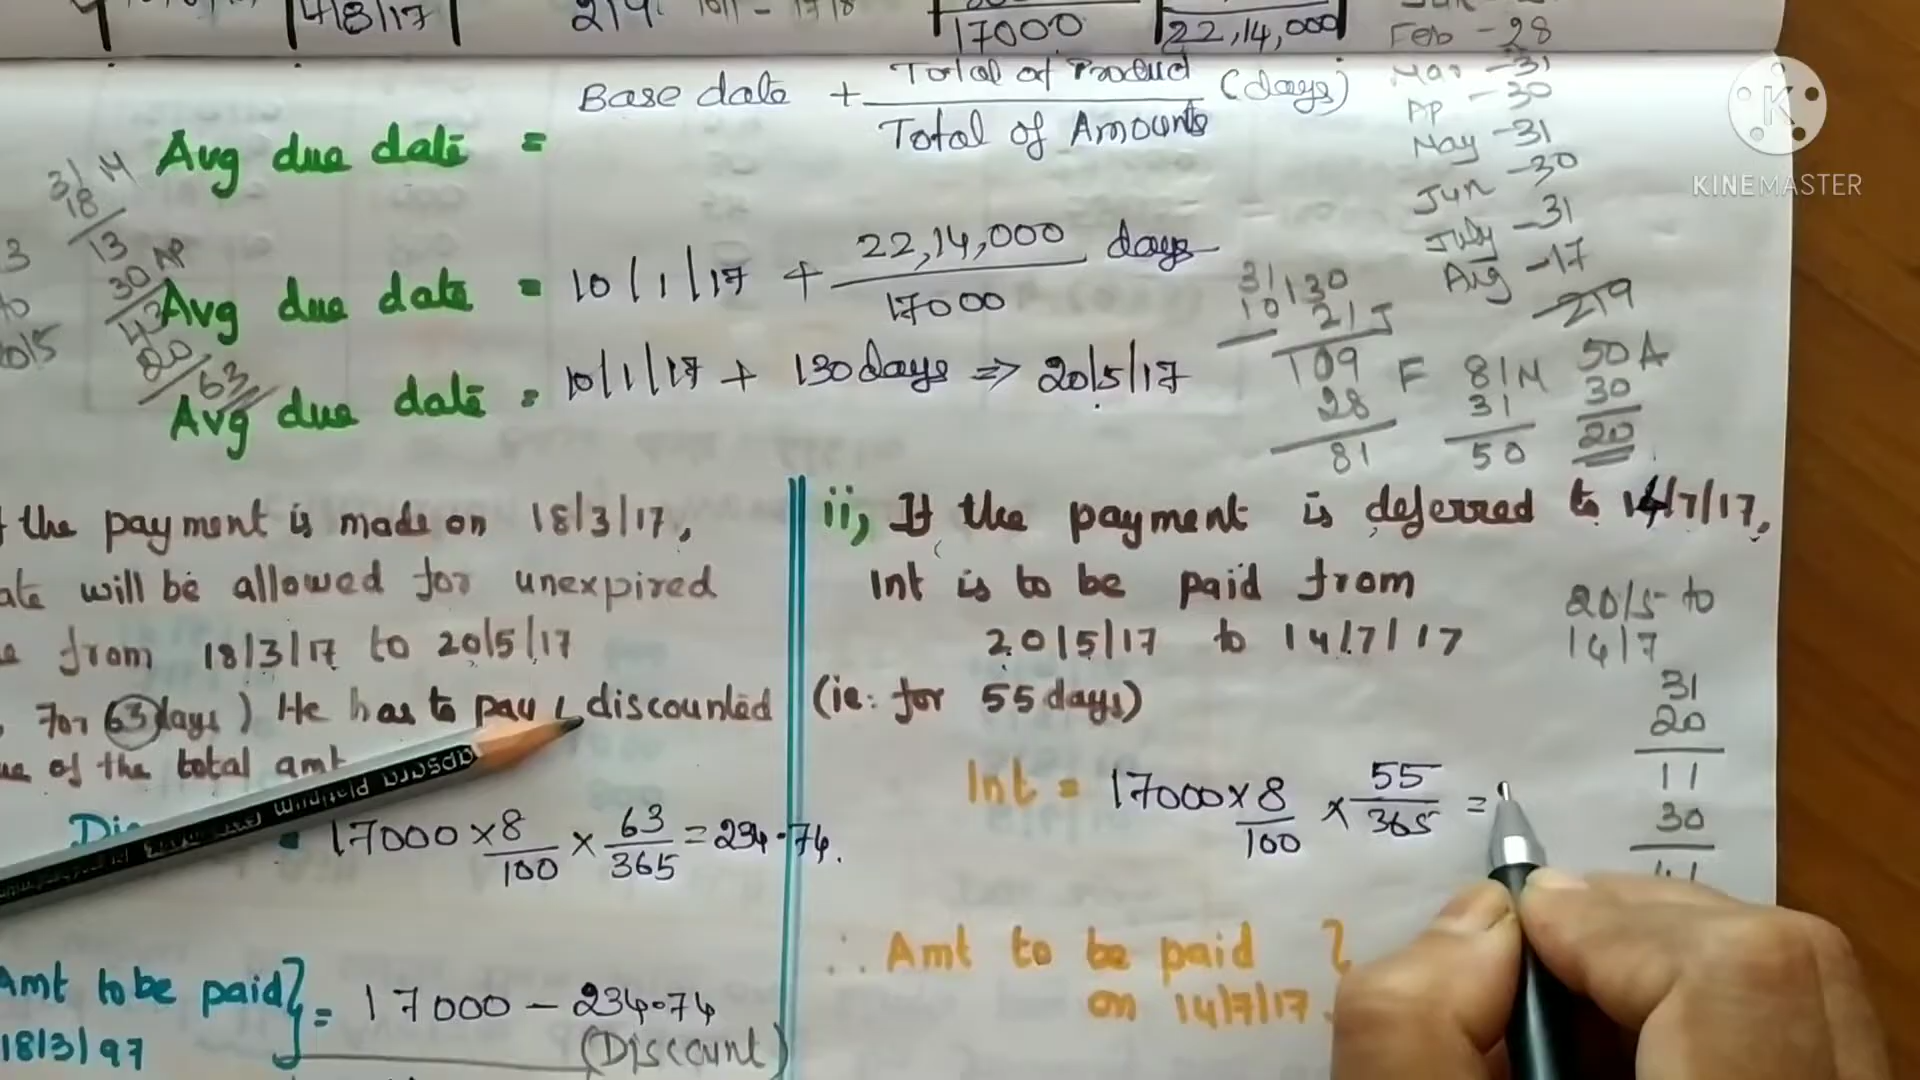 4/8/17 219 10/1 - 17/8 17000 22,14,000
Feb - 28
Mar - 31
AP - 30
May - 31
Jun - 30
July - 31
Aug - 17
219
KINEMASTER
Avg due date = Base date + Total of Product / Total of Amounts (days)
31 M
18
13
30 AP
43
20
63
Avg due date = 10/1/17 + 22,14,000 / 17000 days
Avg due date = 10/1/17 + 130 days ⇒ 20/5/17
31
10
130
21 J
109
28 F
81
81 M
31
50
50 A
30
20
the payment is made on 18/3/17,
will be allowed for unexpired
from 18/3/17 to 20/5/17
for 63 days) He has to pay discounted
of the total amt
= 17000 × 8/100 × 63/365 = 234.74.
Amt to be paid} = 17000 - 234.74
18/3/97 (Discount)
ii, If the payment is deferred to 14/7/17,
Int is to be paid from
20/5/17 to 14/7/17
(ie: for 55 days)
Int = 17000 × 8/100 × 55/365 =
∴ Amt to be paid }
on 14/7/17.
20/5 to
14/7
31
20
11
30
41